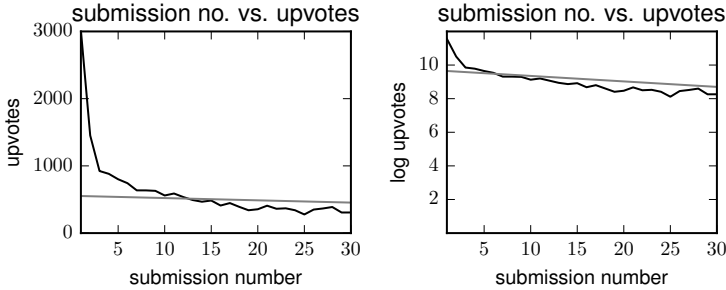 submission no. vs. upvotes
3000
2000
1000
0
upvotes
5 10 15 20 25 30
submission number
submission no. vs. upvotes
10
8
6
4
2
log upvotes
5 10 15 20 25 30
submission number